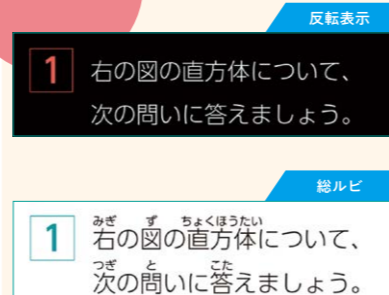 反転表示
1 右の図の直方体について、
次の問いに答えましょう。
総ルビ
みぎ ず ちょくほうたい
1 右の図の直方体について、
つぎ と こた
次の問いに答えましょう。